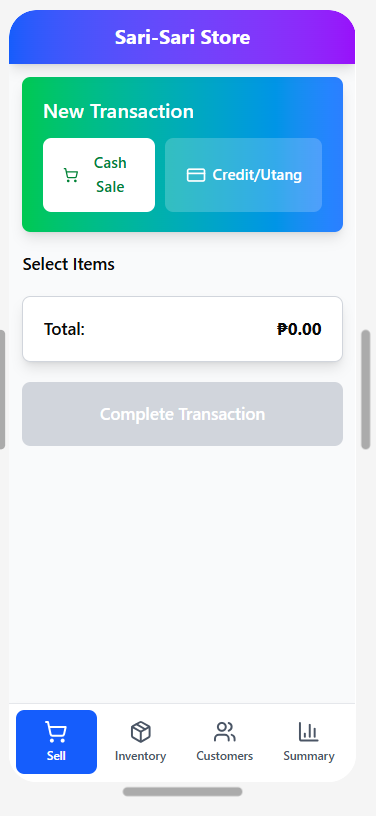 Sari-Sari Store
New Transaction
Cash
Sale
Credit/Utang
Select Items
Total: ₱0.00
Complete Transaction
Sell Inventory Customers Summary